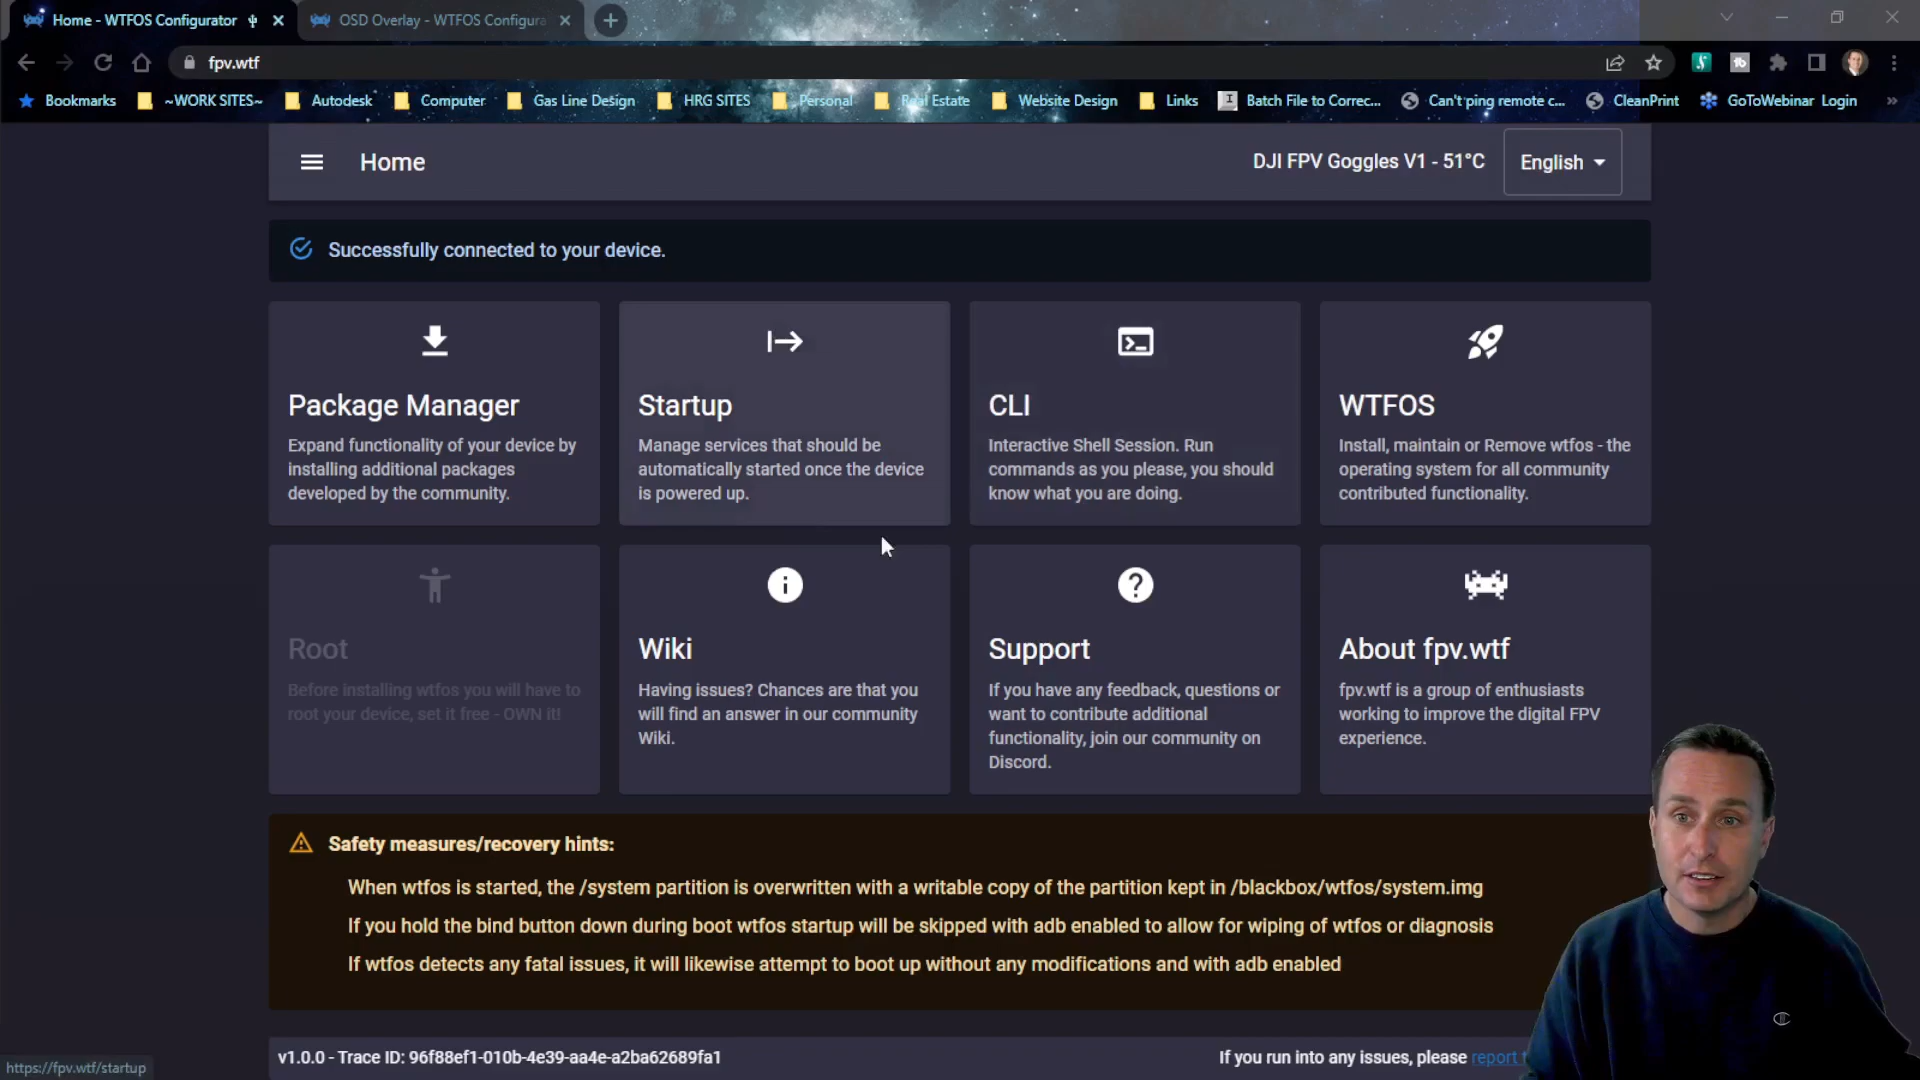 Home - WTFOS Configurator
OSD Overlay - WTFOS Configura
fpv.wtf
Bookmarks
~WORK SITES~
Autodesk
Computer
Gas Line Design
HRG SITES
Personal
Real Estate
Website Design
Links
Batch File to Correc...
Can't ping remote c...
CleanPrint
GoToWebinar Login
»
Home
DJI FPV Goggles V1 - 51°C
English
Successfully connected to your device.
Package Manager
Expand functionality of your device by
installing additional packages
developed by the community.
Startup
Manage services that should be
automatically started once the device
is powered up.
CLI
Interactive Shell Session. Run
commands as you please, you should
know what you are doing.
WTFOS
Install, maintain or Remove wtfos - the
operating system for all community
contributed functionality.
Root
Before installing wtfos you will have to
root your device, set it free - OWN it!
Wiki
Having issues? Chances are that you
will find an answer in our community
Wiki.
Support
If you have any feedback, questions or
want to contribute additional
functionality, join our community on
Discord.
About fpv.wtf
fpv.wtf is a group of enthusiasts
working to improve the digital FPV
experience.
Safety measures/recovery hints:
When wtfos is started, the /system partition is overwritten with a writable copy of the partition kept in /blackbox/wtfos/system.img
If you hold the bind button down during boot wtfos startup will be skipped with adb enabled to allow for wiping of wtfos or diagnosis
If wtfos detects any fatal issues, it will likewise attempt to boot up without any modifications and with adb enabled
v1.0.0 - Trace ID: 96f88ef1-010b-4e39-aa4e-a2ba62689fa1
If you run into any issues, please report
https://fpv.wtf/startup